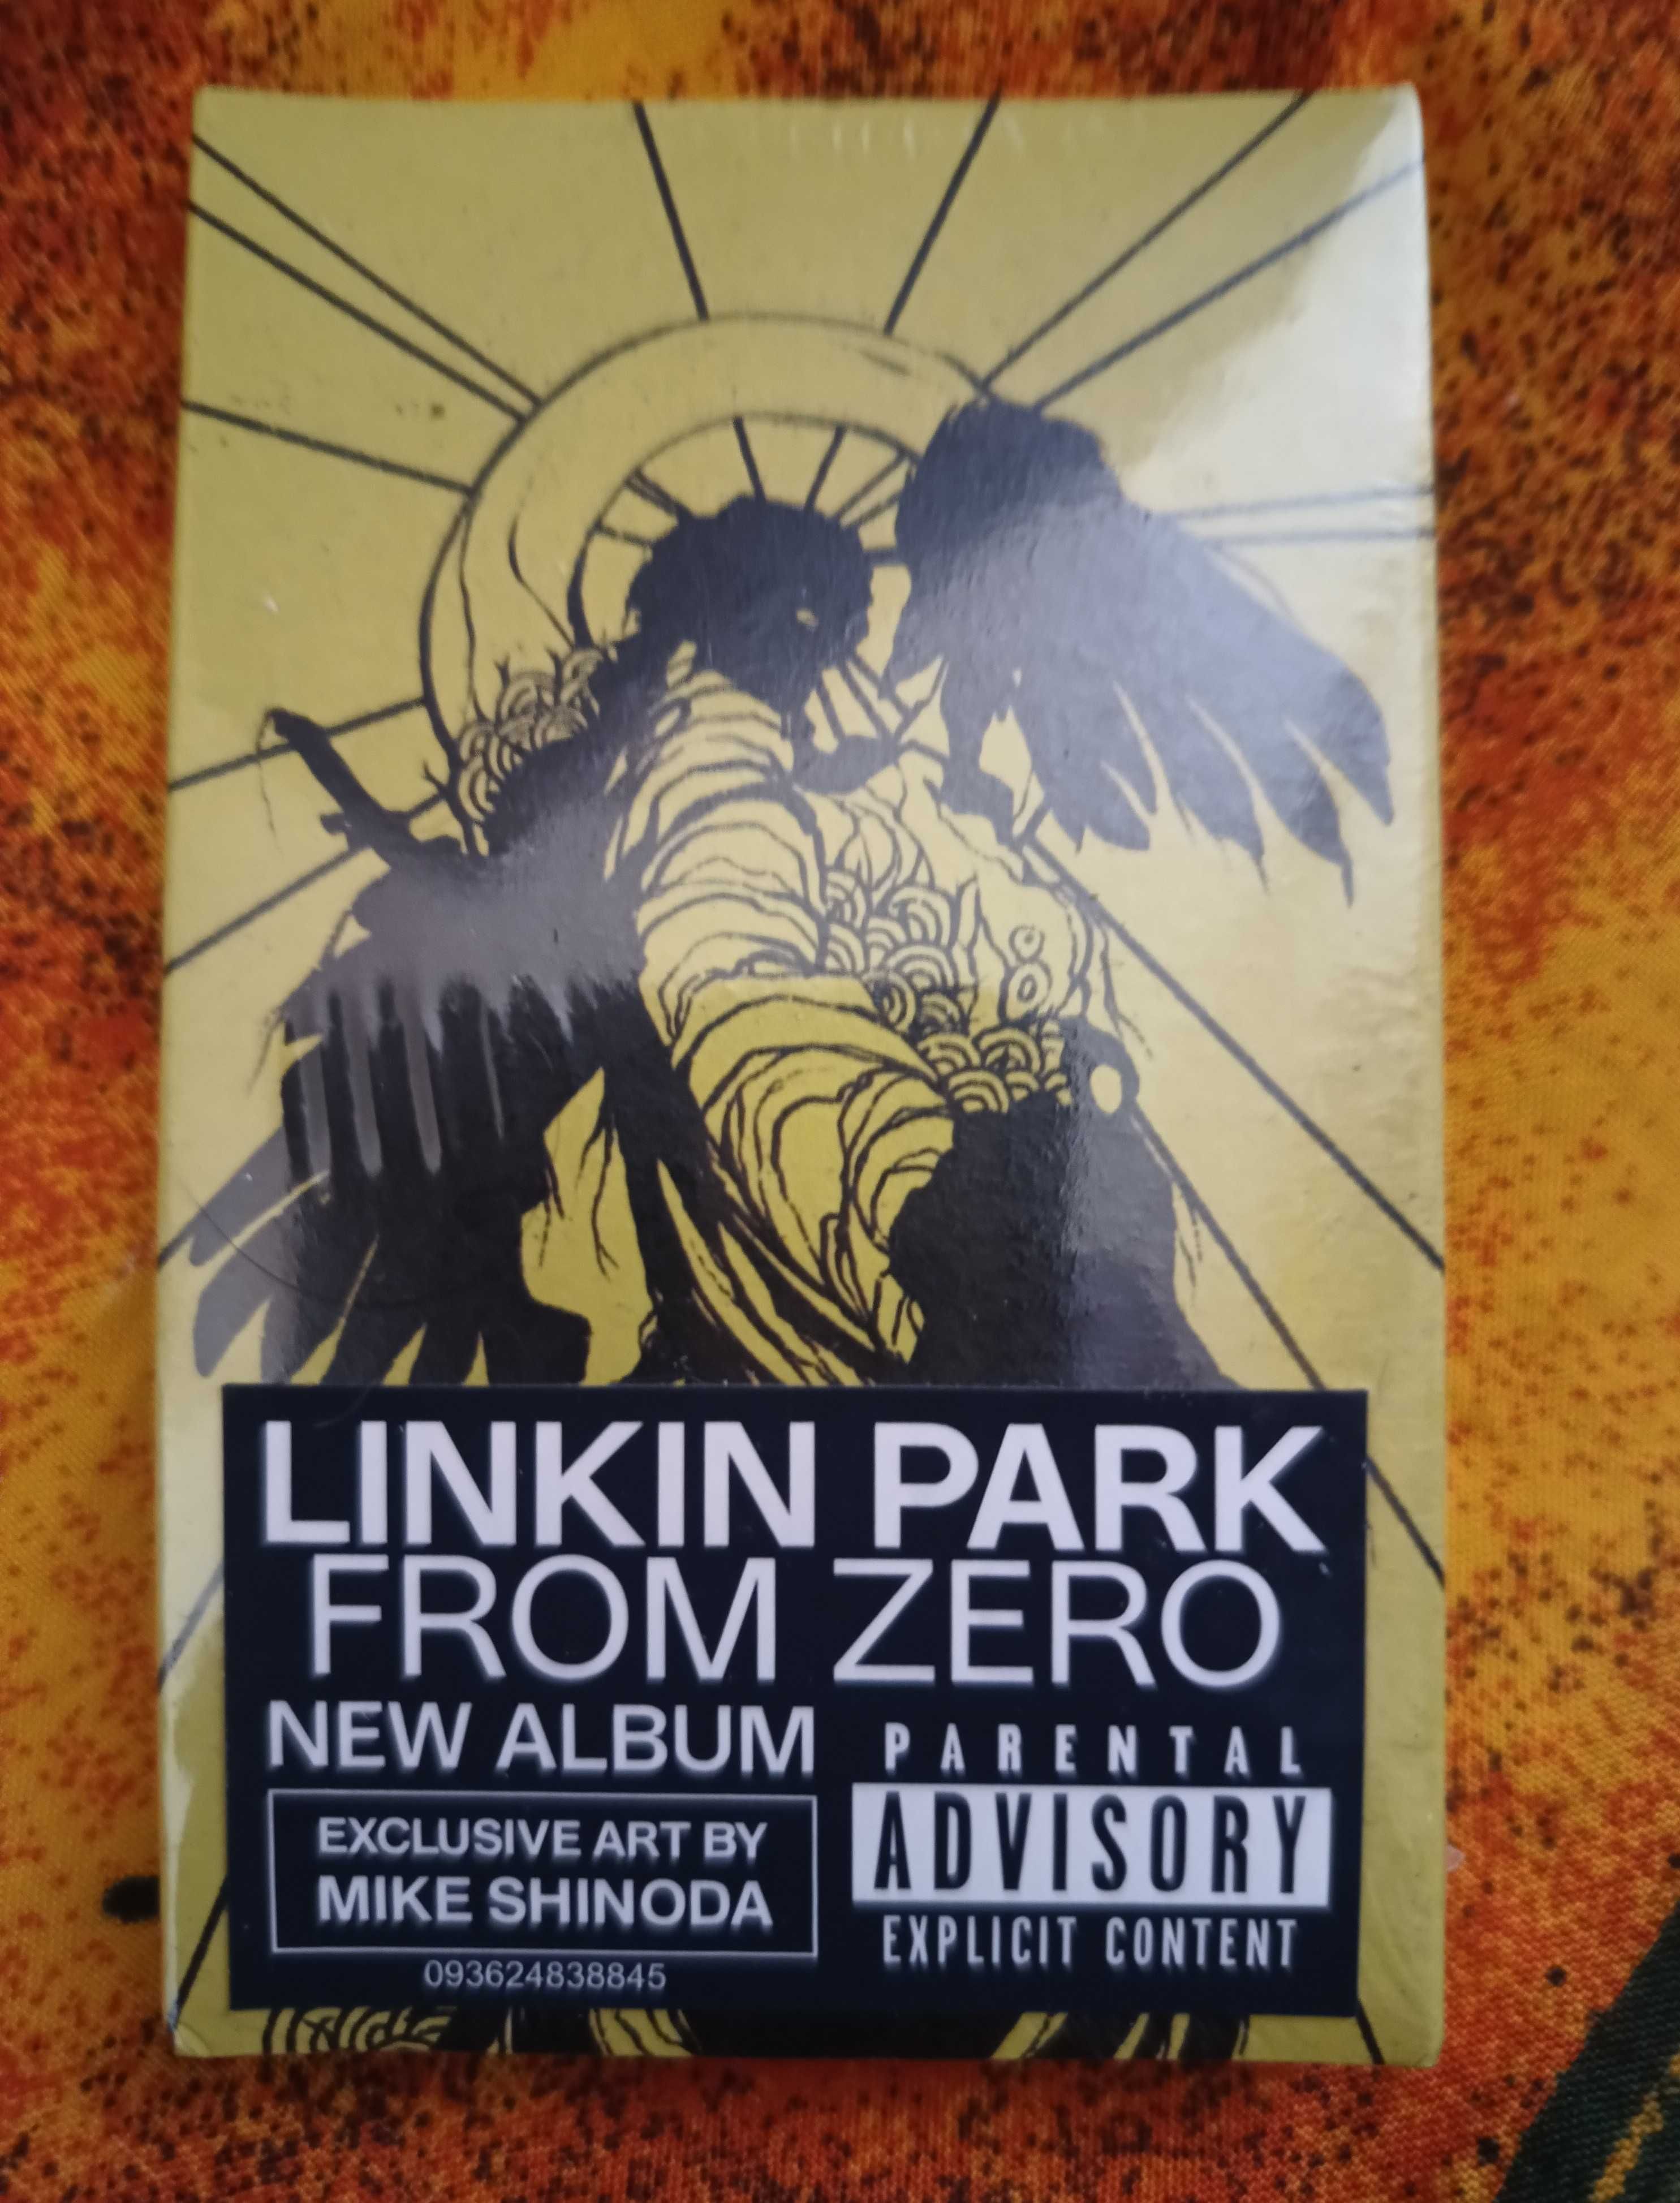 LINKIN PARK
FROM ZERO
NEW ALBUM
EXCLUSIVE ART BY
MIKE SHINODA
093624838845
PARENTAL
ADVISORY
EXPLICIT CONTENT